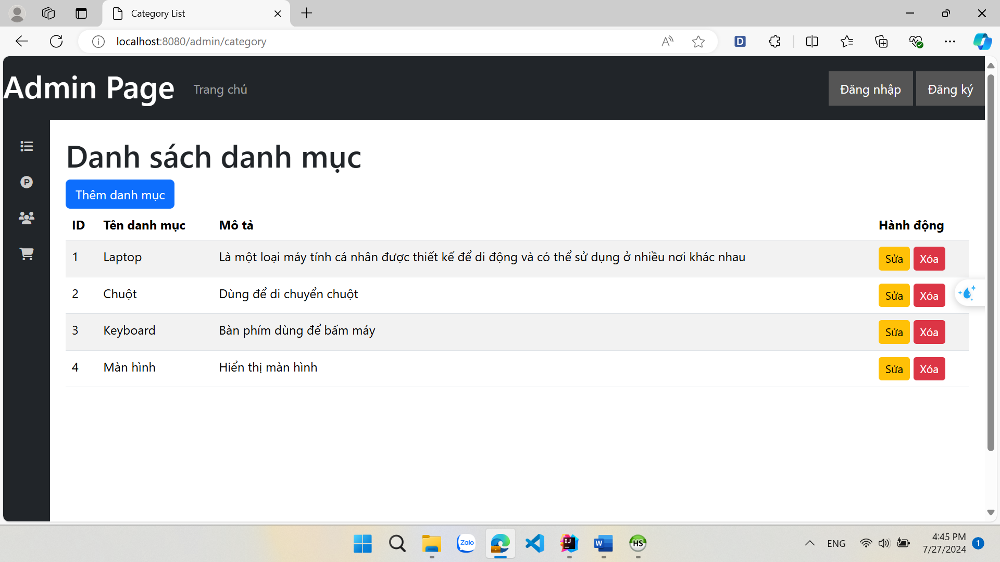 Category List
localhost:8080/admin/category
Admin Page
Trang chủ
Đăng nhập
Đăng ký
Danh sách danh mục
Thêm danh mục
ID Tên danh mục Mô tả Hành động
1 Laptop Là một loại máy tính cá nhân được thiết kế để di động và có thể sử dụng ở nhiều nơi khác nhau Sửa Xóa
2 Chuột Dùng để di chuyển chuột Sửa Xóa
3 Keyboard Bàn phím dùng để bấm máy Sửa Xóa
4 Màn hình Hiển thị màn hình Sửa Xóa
Zalo
IJ
W
HS
ENG
4:45 PM
7/27/2024
1